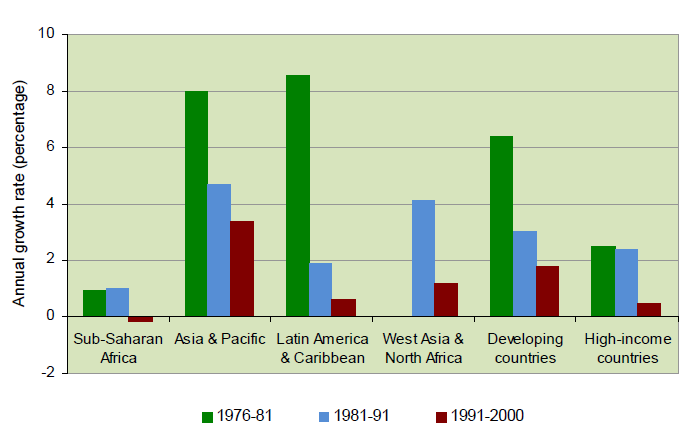 Annual growth rate (percentage)
10
8
6
4
2
0
-2
Sub-Saharan
Africa
Asia & Pacific
Latin America
& Caribbean
West Asia &
North Africa
Developing
countries
High-income
countries
1976-81
1981-91
1991-2000